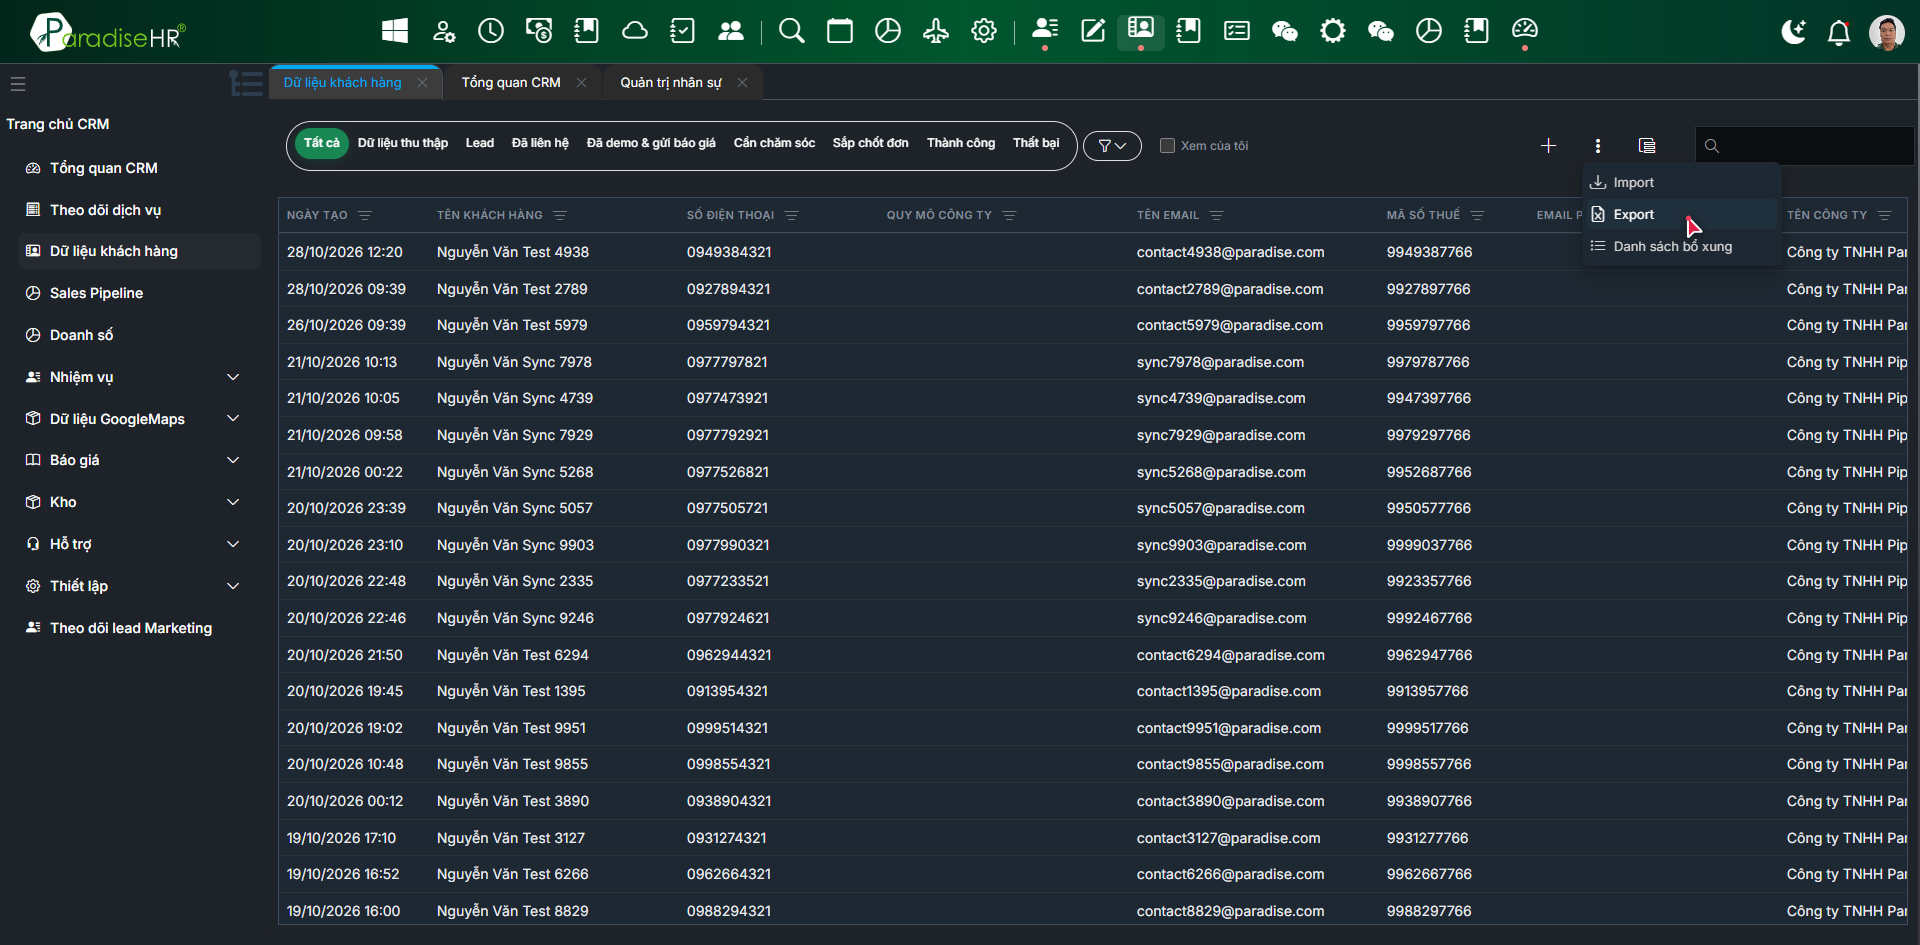 ParadiseHR®
Dữ liệu khách hàng
Tổng quan CRM
Quản trị nhân sự
Trang chủ CRM
Tổng quan CRM
Theo dõi dịch vụ
Dữ liệu khách hàng
Sales Pipeline
Doanh số
Nhiệm vụ
Dữ liệu GoogleMaps
Báo giá
Kho
Hỗ trợ
Thiết lập
Theo dõi lead Marketing
Tất cả Dữ liệu thu thập Lead Đã liên hệ Đã demo & gửi báo giá Cần chăm sóc Sắp chốt đơn Thành công Thất bại
Xem của tôi
Import
Export
Danh sách bổ xung
NGÀY TẠO TÊN KHÁCH HÀNG SỐ ĐIỆN THOẠI QUY MÔ CÔNG TY TÊN EMAIL MÃ SỐ THUẾ EMAIL P TÊN CÔNG TY
28/10/2026 12:20 Nguyễn Văn Test 4938 0949384321 contact4938@paradise.com 9949387766 Công ty TNHH Par
28/10/2026 09:39 Nguyễn Văn Test 2789 0927894321 contact2789@paradise.com 9927897766 Công ty TNHH Par
26/10/2026 09:39 Nguyễn Văn Test 5979 0959794321 contact5979@paradise.com 9959797766 Công ty TNHH Par
21/10/2026 10:13 Nguyễn Văn Sync 7978 0977797821 sync7978@paradise.com 9979787766 Công ty TNHH Pip
21/10/2026 10:05 Nguyễn Văn Sync 4739 0977473921 sync4739@paradise.com 9947397766 Công ty TNHH Pip
21/10/2026 09:58 Nguyễn Văn Sync 7929 0977792921 sync7929@paradise.com 9979297766 Công ty TNHH Pip
21/10/2026 00:22 Nguyễn Văn Sync 5268 0977526821 sync5268@paradise.com 9952687766 Công ty TNHH Pip
20/10/2026 23:39 Nguyễn Văn Sync 5057 0977505721 sync5057@paradise.com 9950577766 Công ty TNHH Pip
20/10/2026 23:10 Nguyễn Văn Sync 9903 0977990321 sync9903@paradise.com 9999037766 Công ty TNHH Pip
20/10/2026 22:48 Nguyễn Văn Sync 2335 0977233521 sync2335@paradise.com 9923357766 Công ty TNHH Pip
20/10/2026 22:46 Nguyễn Văn Sync 9246 0977924621 sync9246@paradise.com 9992467766 Công ty TNHH Pip
20/10/2026 21:50 Nguyễn Văn Test 6294 0962944321 contact6294@paradise.com 9962947766 Công ty TNHH Par
20/10/2026 19:45 Nguyễn Văn Test 1395 0913954321 contact1395@paradise.com 9913957766 Công ty TNHH Par
20/10/2026 19:02 Nguyễn Văn Test 9951 0999514321 contact9951@paradise.com 9999517766 Công ty TNHH Par
20/10/2026 10:48 Nguyễn Văn Test 9855 0998554321 contact9855@paradise.com 9998557766 Công ty TNHH Par
20/10/2026 00:12 Nguyễn Văn Test 3890 0938904321 contact3890@paradise.com 9938907766 Công ty TNHH Par
19/10/2026 17:10 Nguyễn Văn Test 3127 0931274321 contact3127@paradise.com 9931277766 Công ty TNHH Par
19/10/2026 16:52 Nguyễn Văn Test 6266 0962664321 contact6266@paradise.com 9962667766 Công ty TNHH Par
19/10/2026 16:00 Nguyễn Văn Test 8829 0988294321 contact8829@paradise.com 9988297766 Công ty TNHH Par